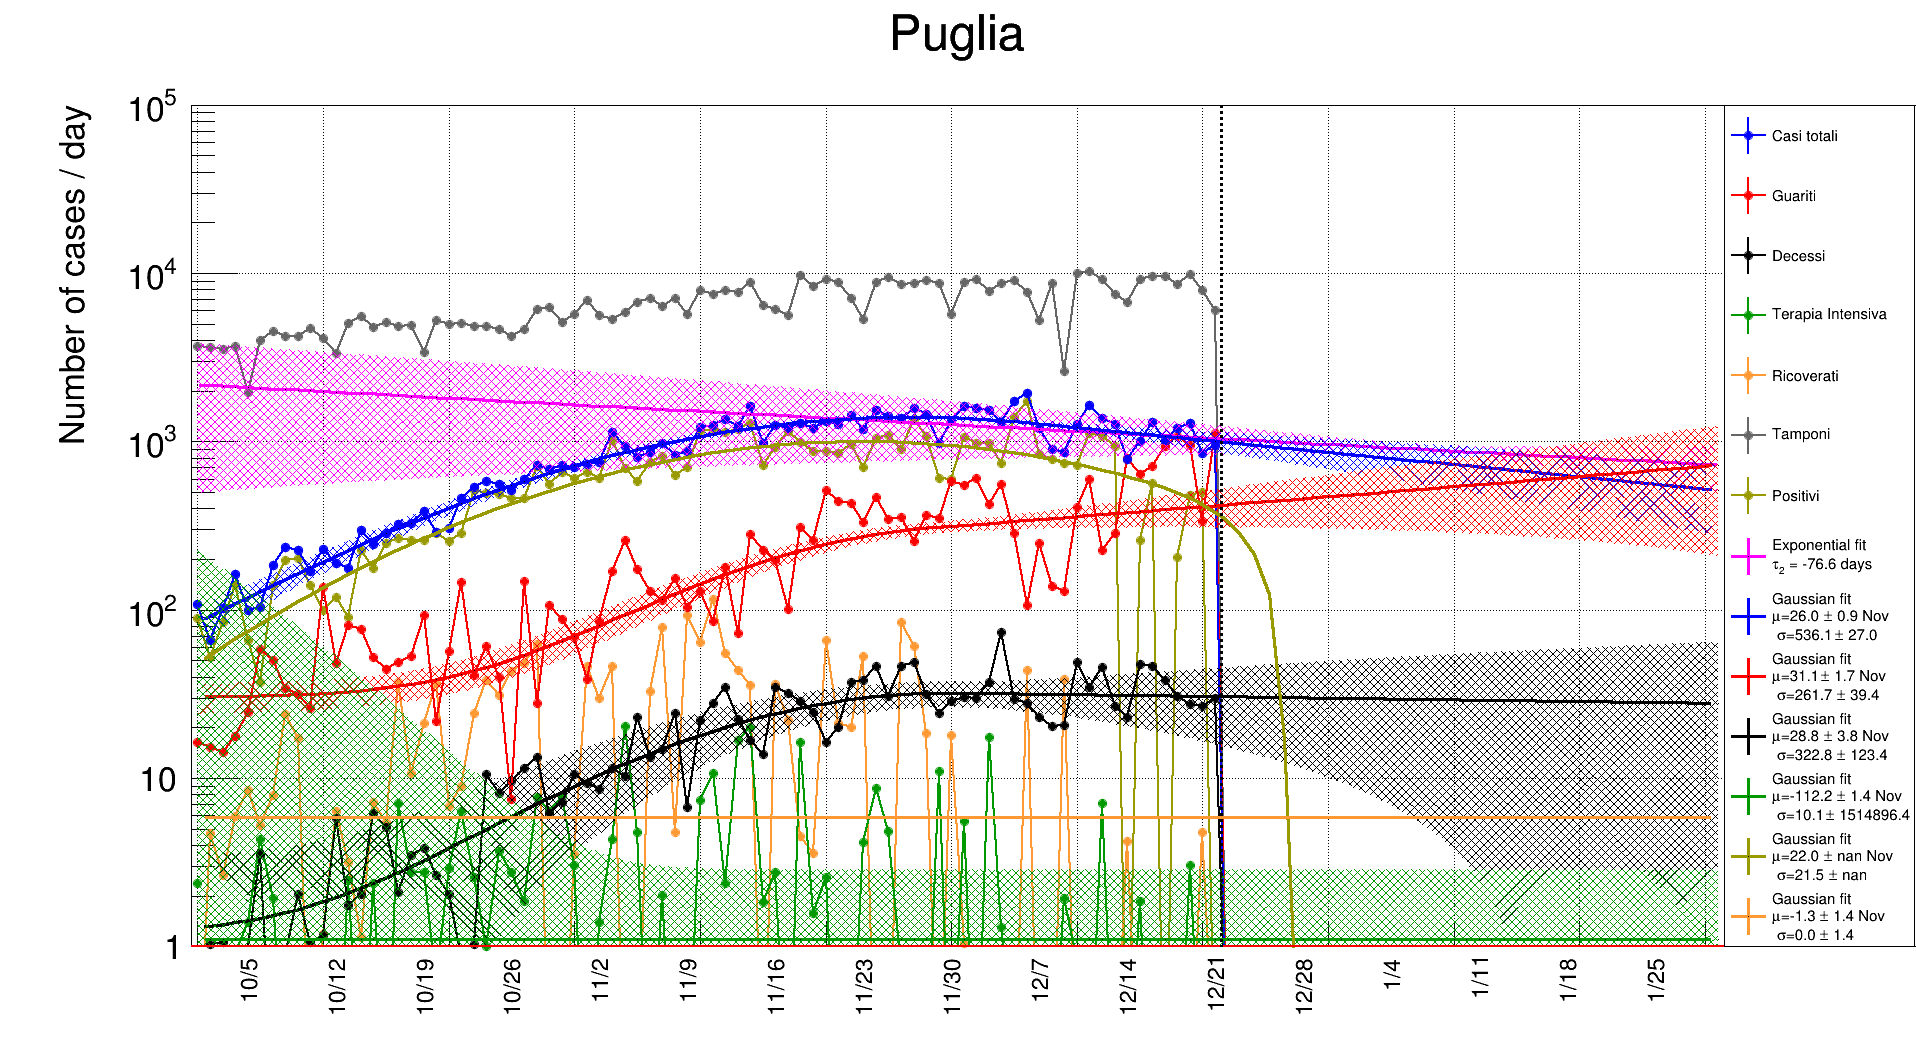 Puglia
Number of cases / day
10^5
10^4
10^3
10^2
10
1
10/5
10/12
10/19
10/26
11/2
11/9
11/16
11/23
11/30
12/7
12/14
12/21
12/28
1/4
1/11
1/18
1/25
Casi totali
Guariti
Decessi
Terapia Intensiva
Ricoverati
Tamponi
Positivi
Exponential fit
τ₂ = -76.6 days
Gaussian fit
μ=26.0 ± 0.9 Nov
σ=536.1 ± 27.0
Gaussian fit
μ=31.1 ± 1.7 Nov
σ=261.7 ± 39.4
Gaussian fit
μ=28.8 ± 3.8 Nov
σ=322.8 ± 123.4
Gaussian fit
μ=-112.2 ± 1.4 Nov
σ=10.1 ± 1514896.4
Gaussian fit
μ=22.0 ± nan Nov
σ=21.5 ± nan
Gaussian fit
μ=-1.3 ± 1.4 Nov
σ=0.0 ± 1.4